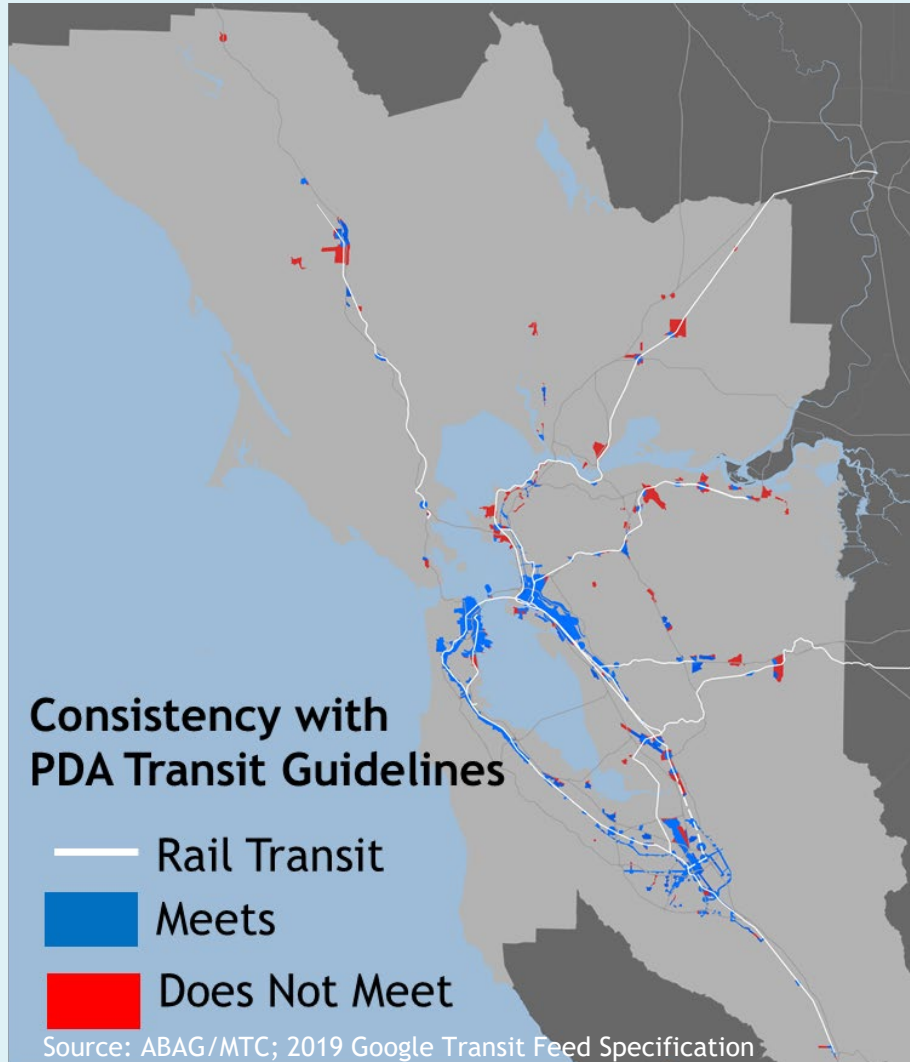 Consistency with
PDA Transit Guidelines
Rail Transit
Meets
Does Not Meet
Source: ABAG/MTC; 2019 Google Transit Feed Specification